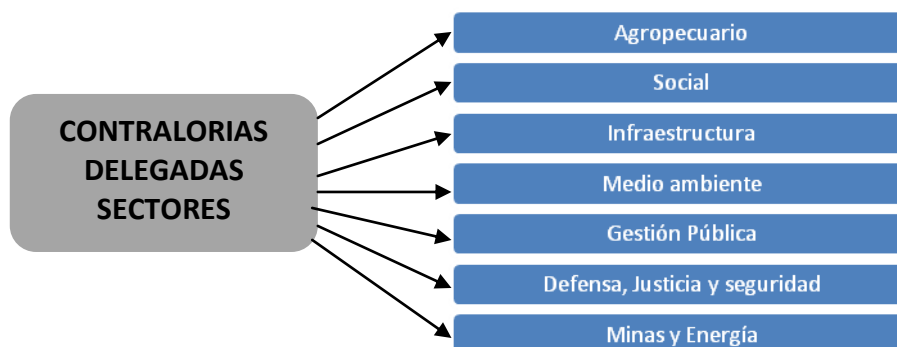 CONTRALORIAS
DELEGADAS
SECTORES
Agropecuario
Social
Infraestructura
Medio ambiente
Gestión Pública
Defensa, Justicia y seguridad
Minas y Energía